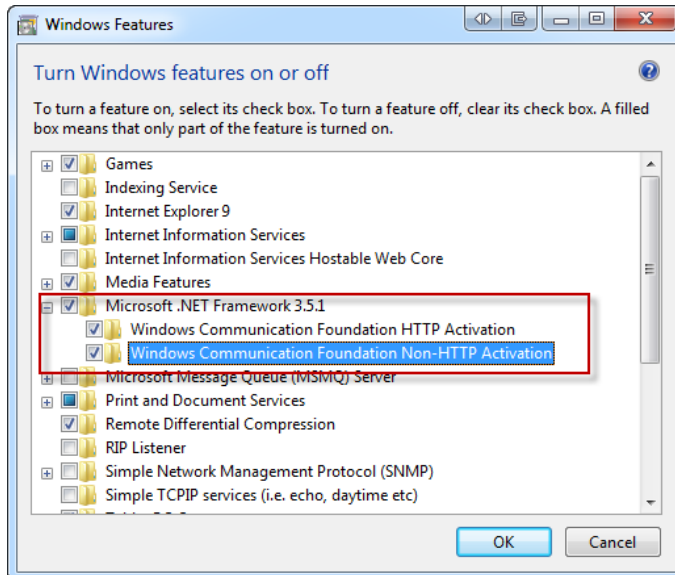 Windows Features
Turn Windows features on or off
To turn a feature on, select its check box. To turn a feature off, clear its check box. A filled
box means that only part of the feature is turned on.
Games
Indexing Service
Internet Explorer 9
Internet Information Services
Internet Information Services Hostable Web Core
Media Features
Microsoft .NET Framework 3.5.1
Windows Communication Foundation HTTP Activation
Windows Communication Foundation Non-HTTP Activation
Microsoft Message Queue (MSMQ) Server
Print and Document Services
Remote Differential Compression
RIP Listener
Simple Network Management Protocol (SNMP)
Simple TCPIP services (i.e. echo, daytime etc)
OK
Cancel